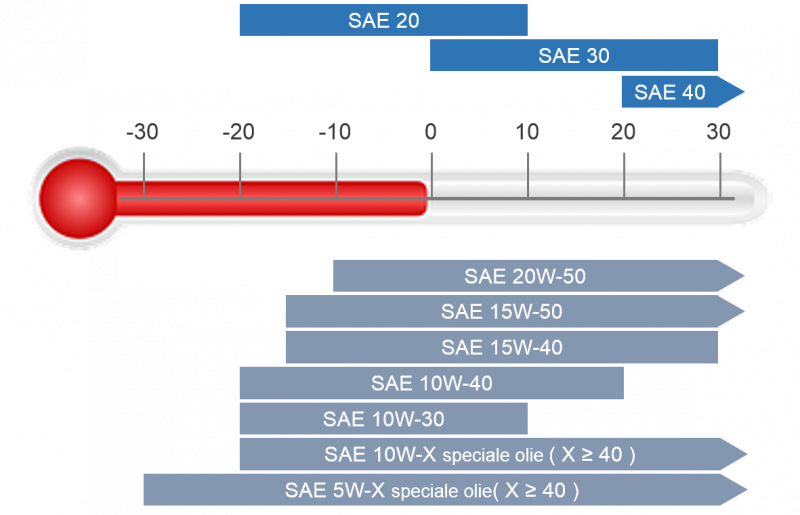 SAE 20
SAE 30
SAE 40
-30 -20 -10 0 10 20 30
SAE 20W-50
SAE 15W-50
SAE 15W-40
SAE 10W-40
SAE 10W-30
SAE 10W-X speciale olie ( X ≥ 40 )
SAE 5W-X speciale olie( X ≥ 40 )